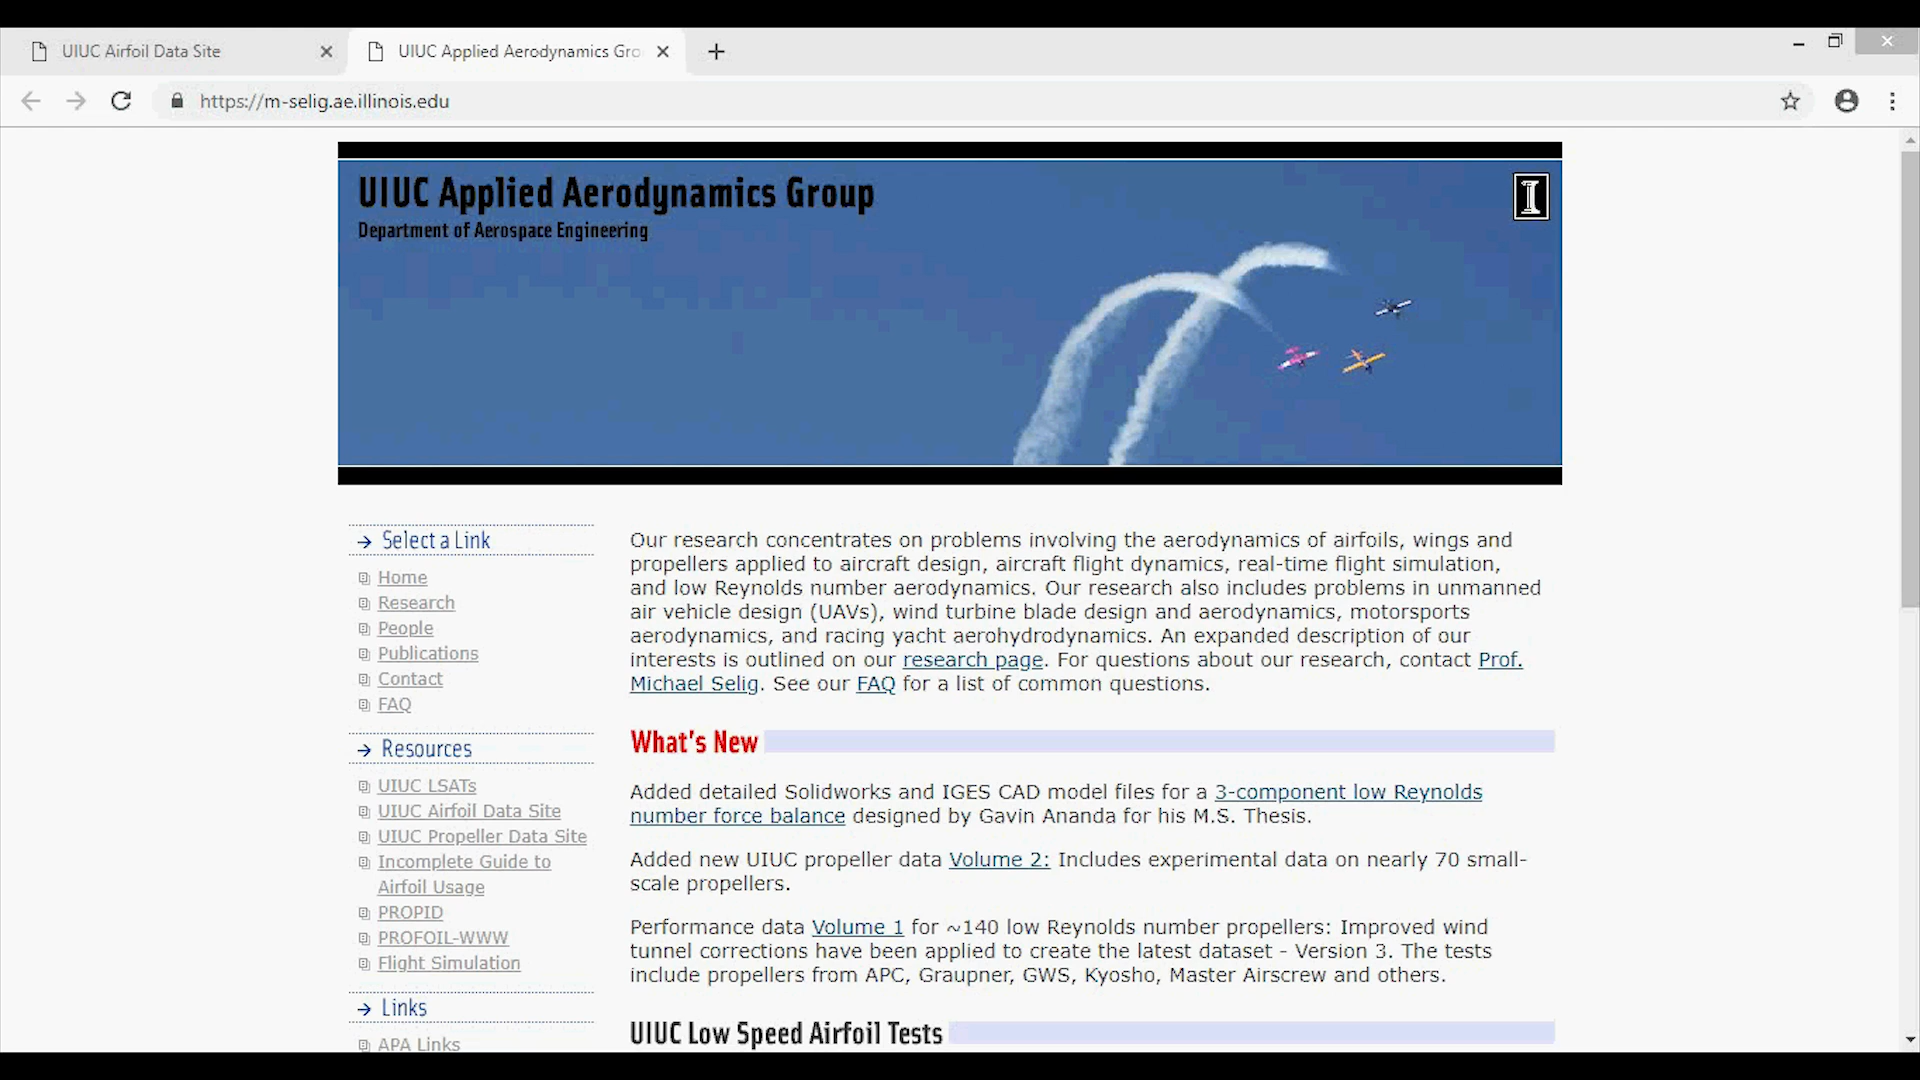 UIUC Airfoil Data Site
UIUC Applied Aerodynamics Gro
https://m-selig.ae.illinois.edu
UIUC Applied Aerodynamics Group
Department of Aerospace Engineering
I
Select a Link
Home
Research
People
Publications
Contact
FAQ
Resources
UIUC LSATs
UIUC Airfoil Data Site
UIUC Propeller Data Site
Incomplete Guide to
Airfoil Usage
PROPID
PROFOIL-WWW
Flight Simulation
Links
APA Links
Our research concentrates on problems involving the aerodynamics of airfoils, wings and
propellers applied to aircraft design, aircraft flight dynamics, real-time flight simulation,
and low Reynolds number aerodynamics. Our research also includes problems in unmanned
air vehicle design (UAVs), wind turbine blade design and aerodynamics, motorsports
aerodynamics, and racing yacht aerohydrodynamics. An expanded description of our
interests is outlined on our research page. For questions about our research, contact Prof.
Michael Selig. See our FAQ for a list of common questions.
What's New
Added detailed Solidworks and IGES CAD model files for a 3-component low Reynolds
number force balance designed by Gavin Ananda for his M.S. Thesis.
Added new UIUC propeller data Volume 2: Includes experimental data on nearly 70 small-
scale propellers.
Performance data Volume 1 for ~140 low Reynolds number propellers: Improved wind
tunnel corrections have been applied to create the latest dataset - Version 3. The tests
include propellers from APC, Graupner, GWS, Kyosho, Master Airscrew and others.
UIUC Low Speed Airfoil Tests